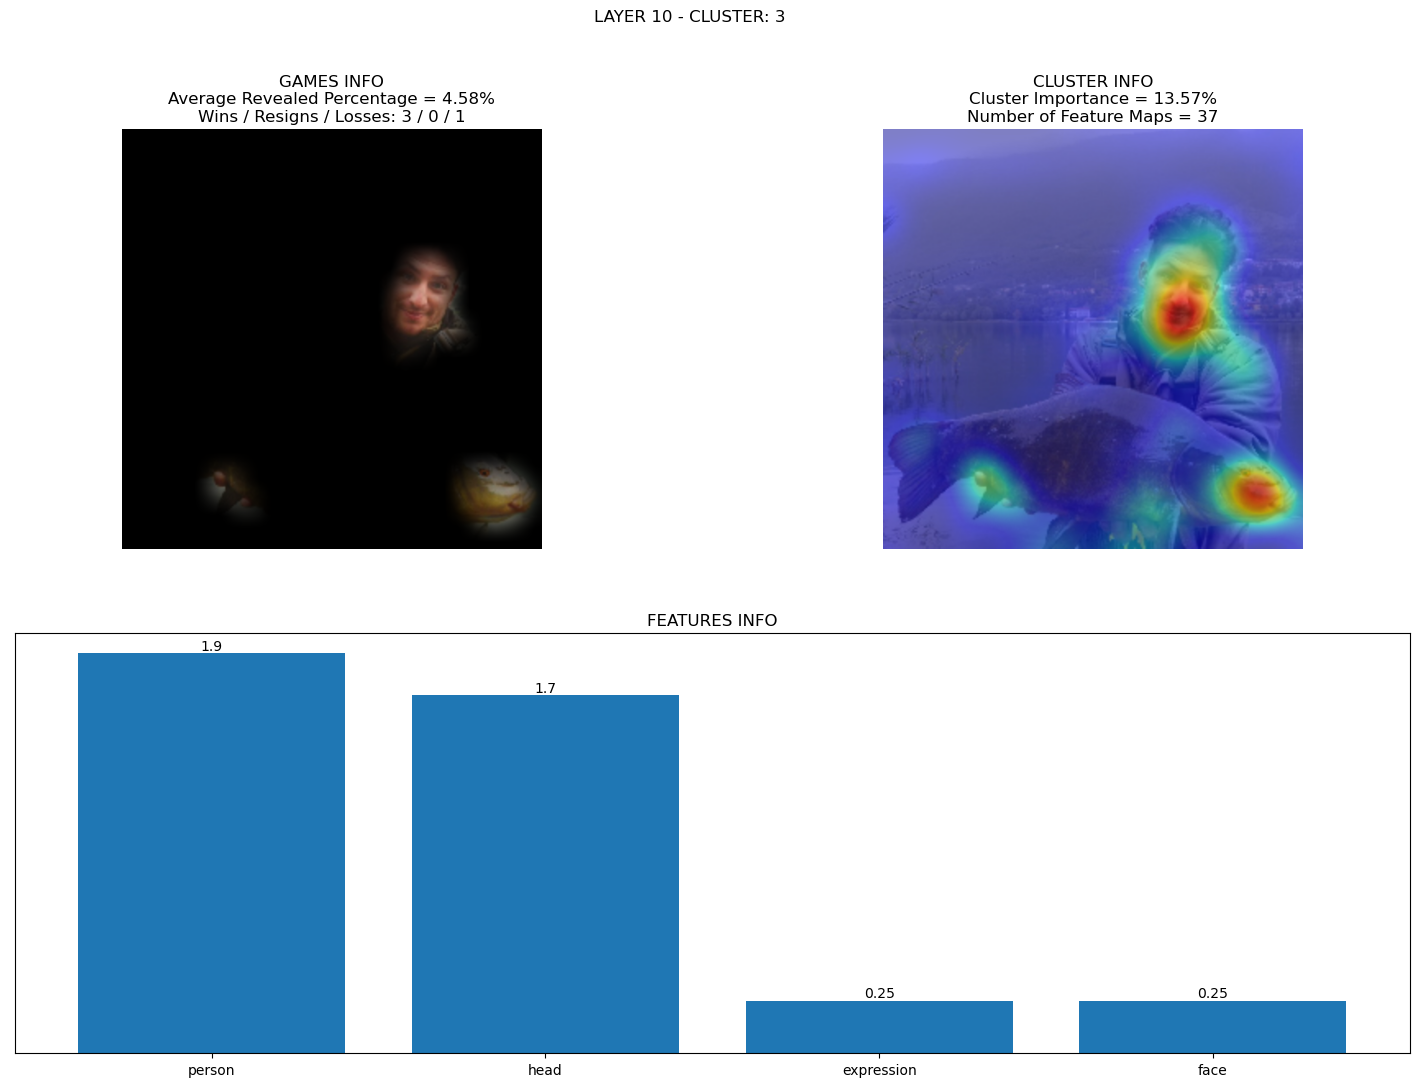 LAYER 10 - CLUSTER: 3
GAMES INFO
Average Revealed Percentage = 4.58%
Wins / Resigns / Losses: 3 / 0 / 1
CLUSTER INFO
Cluster Importance = 13.57%
Number of Feature Maps = 37
FEATURES INFO
1.9
1.7
0.25
0.25
person
head
expression
face